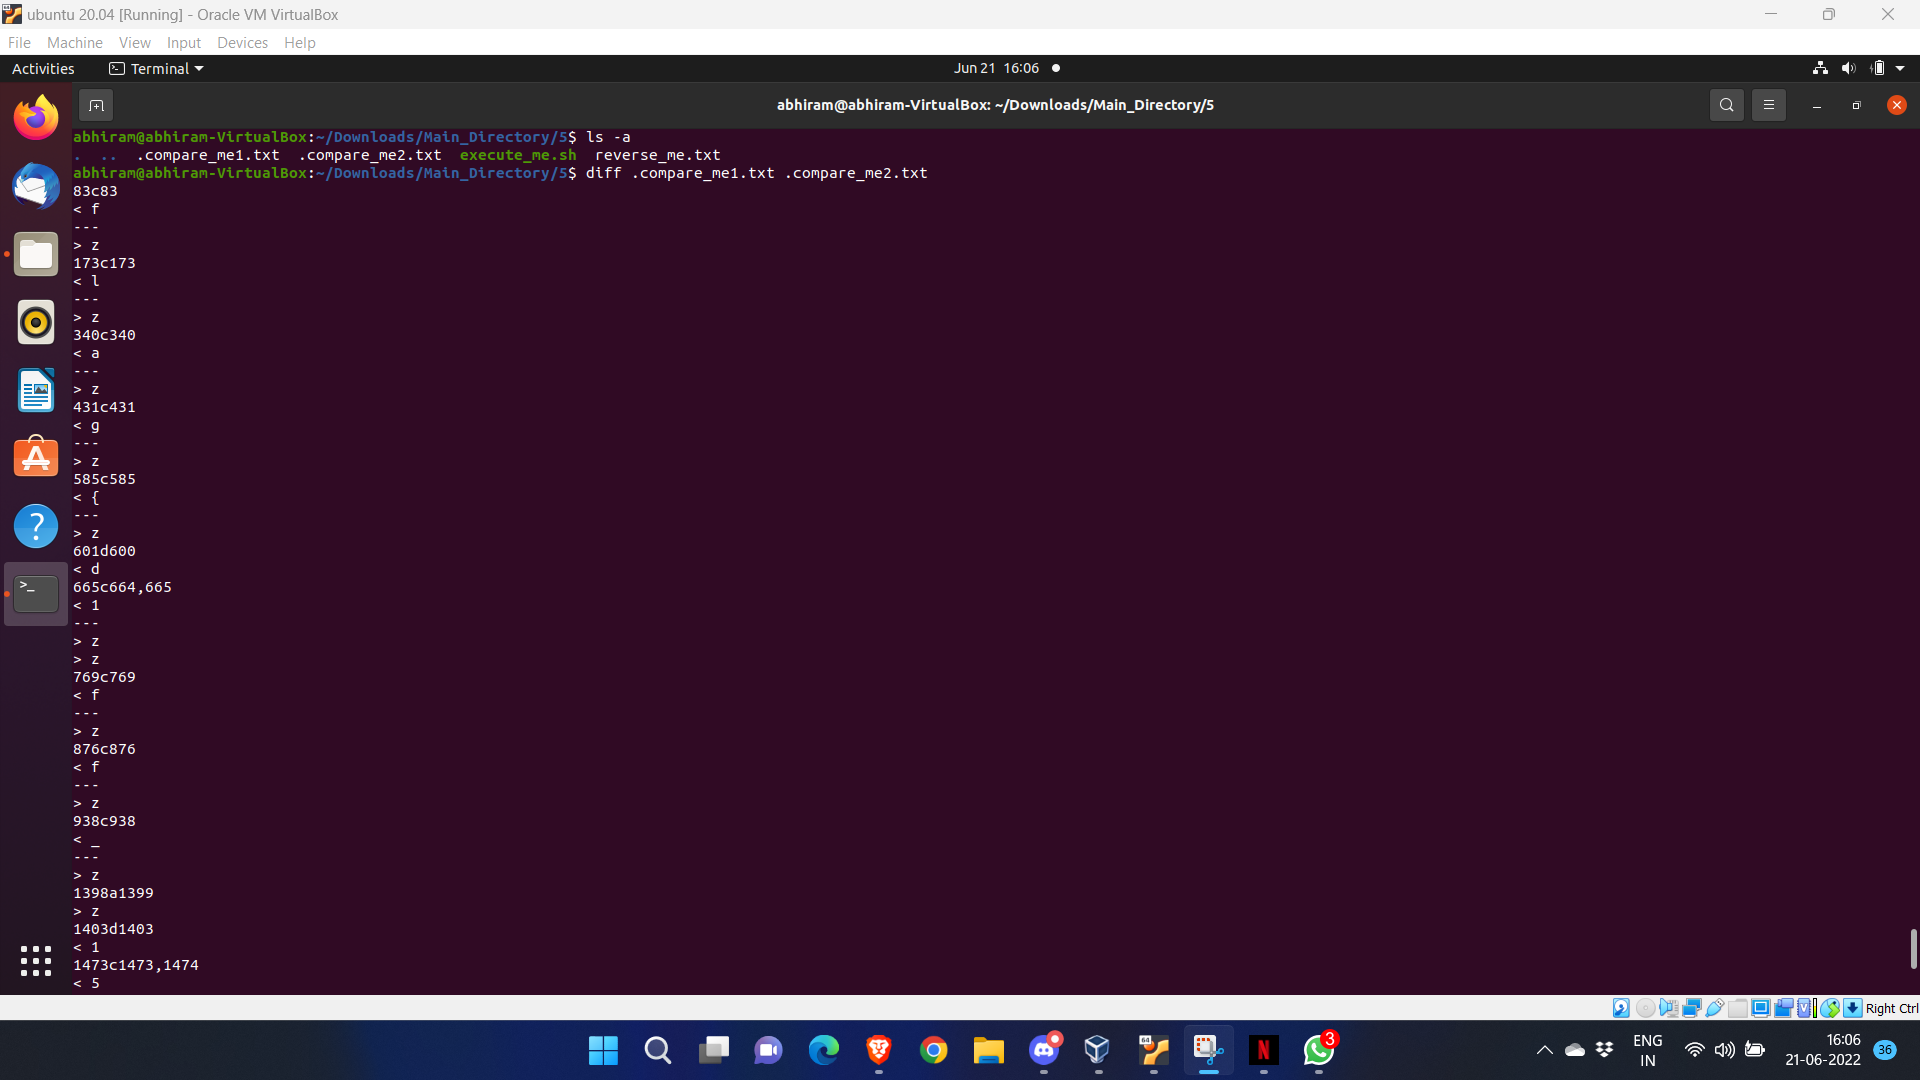 ubuntu 20.04 [Running] - Oracle VM VirtualBox
File Machine View Input Devices Help
Activities Terminal Jun 21 16:06
abhiram@abhiram-VirtualBox: ~/Downloads/Main_Directory/5
abhiram@abhiram-VirtualBox:~/Downloads/Main_Directory/5$ ls -a
. .. .compare_me1.txt .compare_me2.txt execute_me.sh reverse_me.txt
abhiram@abhiram-VirtualBox:~/Downloads/Main_Directory/5$ diff .compare_me1.txt .compare_me2.txt
83c83
< f
---
> z
173c173
< l
---
> z
340c340
< a
---
> z
431c431
< g
---
> z
585c585
< {
---
> z
601d600
< d
665c664,665
< 1
---
> z
> z
769c769
< f
---
> z
876c876
< f
---
> z
938c938
< _
---
> z
1398a1399
> z
1403d1403
< 1
1473c1473,1474
< 5
Right Ctrl
3
ENG
IN
16:06
21-06-2022
36